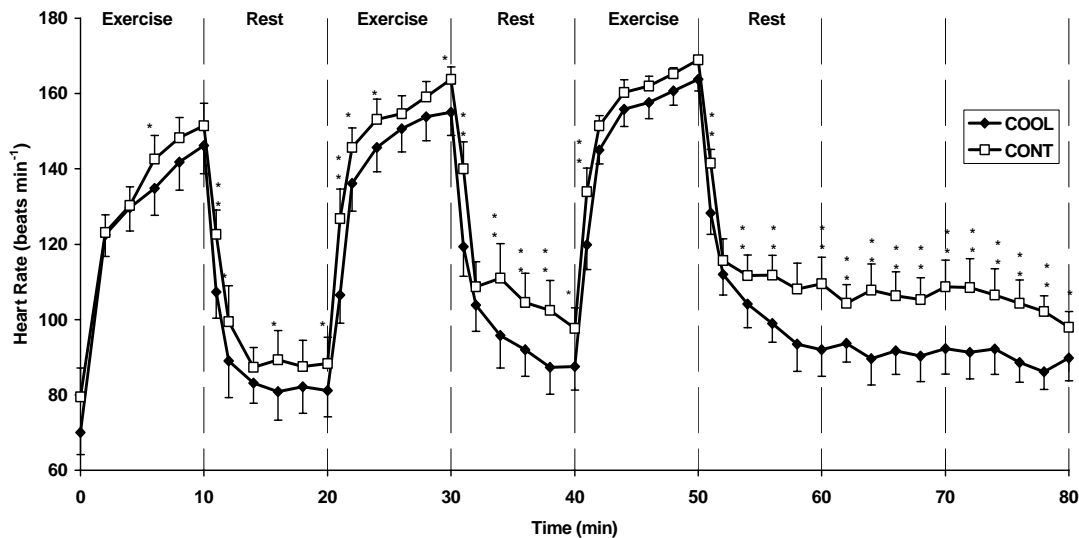 Exercise Rest Exercise Rest Exercise Rest
180
160
140
120
100
80
60
Heart Rate (beats min-1)
COOL
CONT
0 10 20 30 40 50 60 70 80
Time (min)